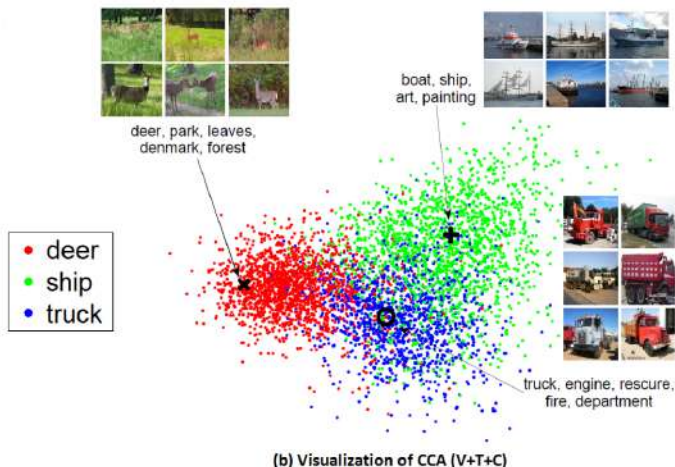 boat, ship,
art, painting
deer, park, leaves,
denmark, forest
deer
ship
truck
truck, engine, rescure,
fire, department
(b) Visualization of CCA (V+T+C)